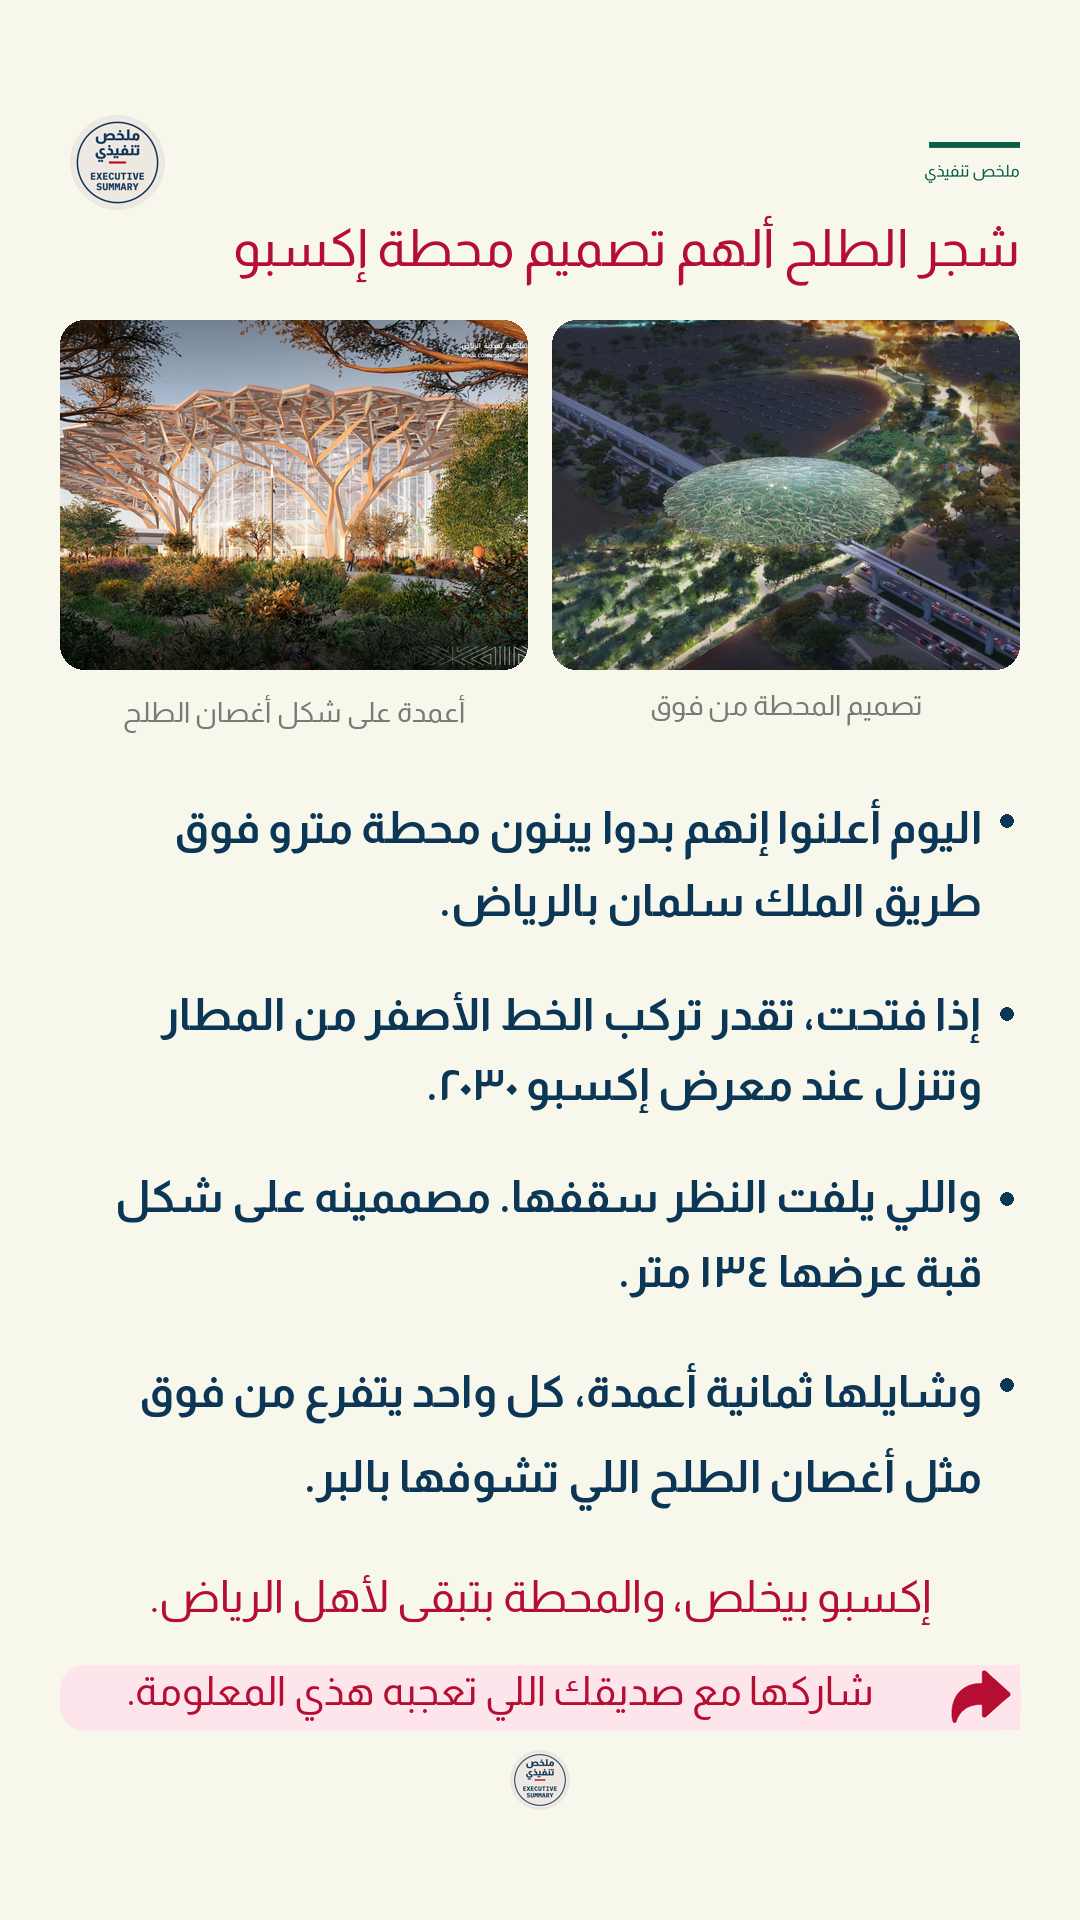 ملخص تنفيذي
EXECUTIVE
SUMMARY
ملخص تنفيذي
شجر الطلح ألهم تصميم محطة إكسبو
تصميم المحطة من فوق
أعمدة على شكل أغصان الطلح
اليوم أعلنوا إنهم بدوا يبنون محطة مترو فوق
طريق الملك سلمان بالرياض.
إذا فتحت، تقدر تركب الخط الأصفر من المطار
وتنزل عند معرض إكسبو ٢٠٣٠.
واللي يلفت النظر سقفها. مصممينه على شكل
قبة عرضها ١٣٤ متر.
وشايلها ثمانية أعمدة، كل واحد يتفرع من فوق
مثل أغصان الطلح اللي تشوفها بالبر.
إكسبو بيخلص، والمحطة بتبقى لأهل الرياض.
شاركها مع صديقك اللي تعجبه هذي المعلومة.
ملخص
تنفيذي
EXECUTIVE
SUMMARY